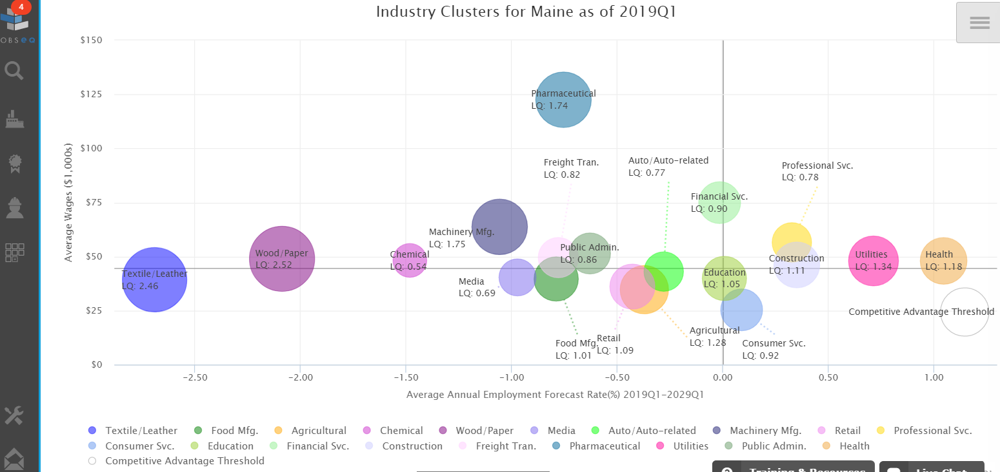 4
OBSEQ
Industry Clusters for Maine as of 2019Q1
$150
$125
$100
$75
$50
$25
$0
Average Wages ($1,000s)
Pharmaceutical
LQ: 1.74
Freight Tran.
LQ: 0.82
Auto/Auto-related
LQ: 0.77
Professional Svc.
LQ: 0.78
Financial Svc.
LQ: 0.90
Machinery Mfg.
LQ: 1.75
Public Admin.
LQ: 0.86
Wood/Paper
LQ: 2.52
Chemical
LQ: 0.54
Construction
LQ: 1.11
Utilities
LQ: 1.34
Health
LQ: 1.18
Textile/Leather
LQ: 2.46
Media
LQ: 0.69
Education
LQ: 1.05
Competitive Advantage Threshold
Food Mfg.
LQ: 1.01
Retail
LQ: 1.09
Agricultural
LQ: 1.28
Consumer Svc.
LQ: 0.92
-2.50 -2.00 -1.50 -1.00 -0.50 0.00 0.50 1.00
Average Annual Employment Forecast Rate(%) 2019Q1-2029Q1
Textile/Leather Food Mfg. Agricultural Chemical Wood/Paper Media Auto/Auto-related Machinery Mfg. Retail Professional Svc.
Consumer Svc. Education Financial Svc. Construction Freight Tran. Pharmaceutical Utilities Public Admin. Health
Competitive Advantage Threshold
Training & Resources
Live Chat